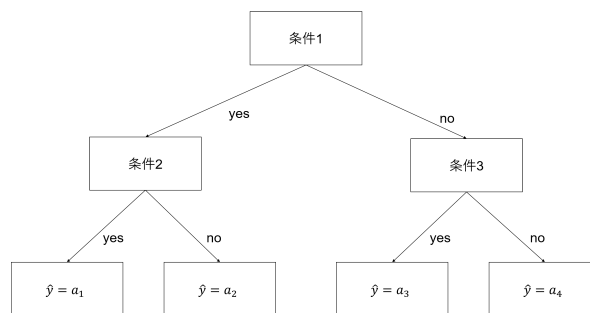 条件1
yes
no
条件2
条件3
yes
no
yes
no
ŷ = a₁
ŷ = a₂
ŷ = a₃
ŷ = a₄